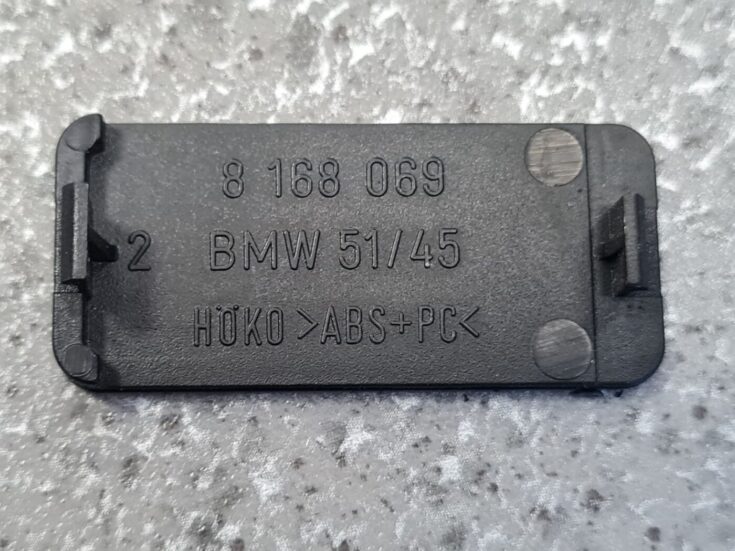 8 168 069
2 BMW 51/45
HÖKO >ABS+PC<